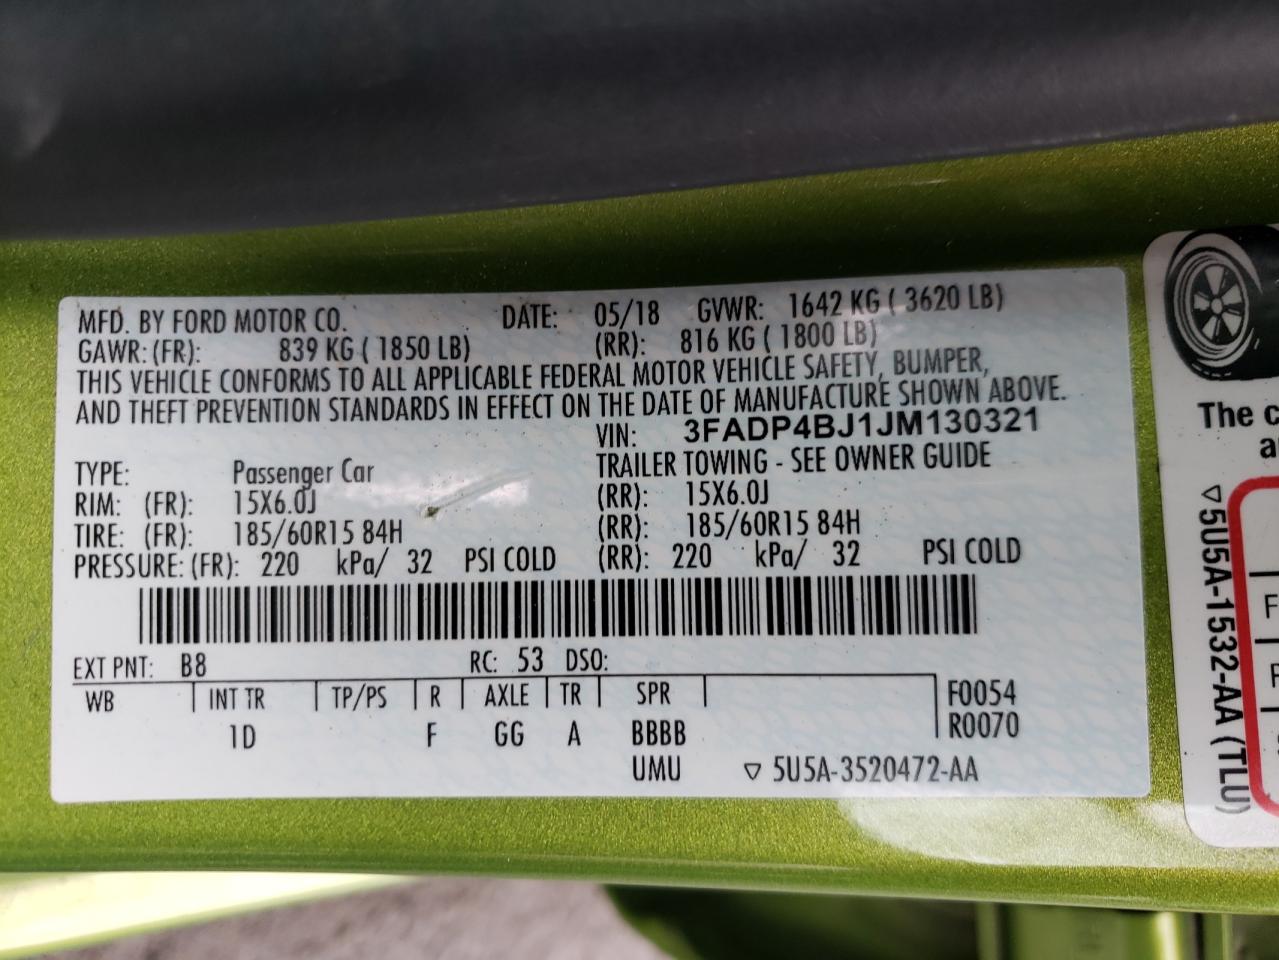 MFD. BY FORD MOTOR CO. DATE: 05/18 GVWR: 1642 KG ( 3620 LB)
GAWR: (FR): 839 KG ( 1850 LB) (RR): 816 KG ( 1800 LB)
THIS VEHICLE CONFORMS TO ALL APPLICABLE FEDERAL MOTOR VEHICLE SAFETY, BUMPER,
AND THEFT PREVENTION STANDARDS IN EFFECT ON THE DATE OF MANUFACTURE SHOWN ABOVE.
VIN: 3FADP4BJ1JM130321
TYPE: Passenger Car TRAILER TOWING - SEE OWNER GUIDE
RIM: (FR): 15X6.0J (RR): 15X6.0J
TIRE: (FR): 185/60R15 84H (RR): 185/60R15 84H
PRESSURE: (FR): 220 kPa/ 32 PSI COLD (RR): 220 kPa/ 32 PSI COLD
EXT PNT: B8 RC: 53 DSO:
WB INT TR TP/PS R AXLE TR SPR F0054
1D F GG A BBBB R0070
UMU ▽ 5U5A-3520472-AA
The c
a
▽5U5A-1532-AA (TLU)
F